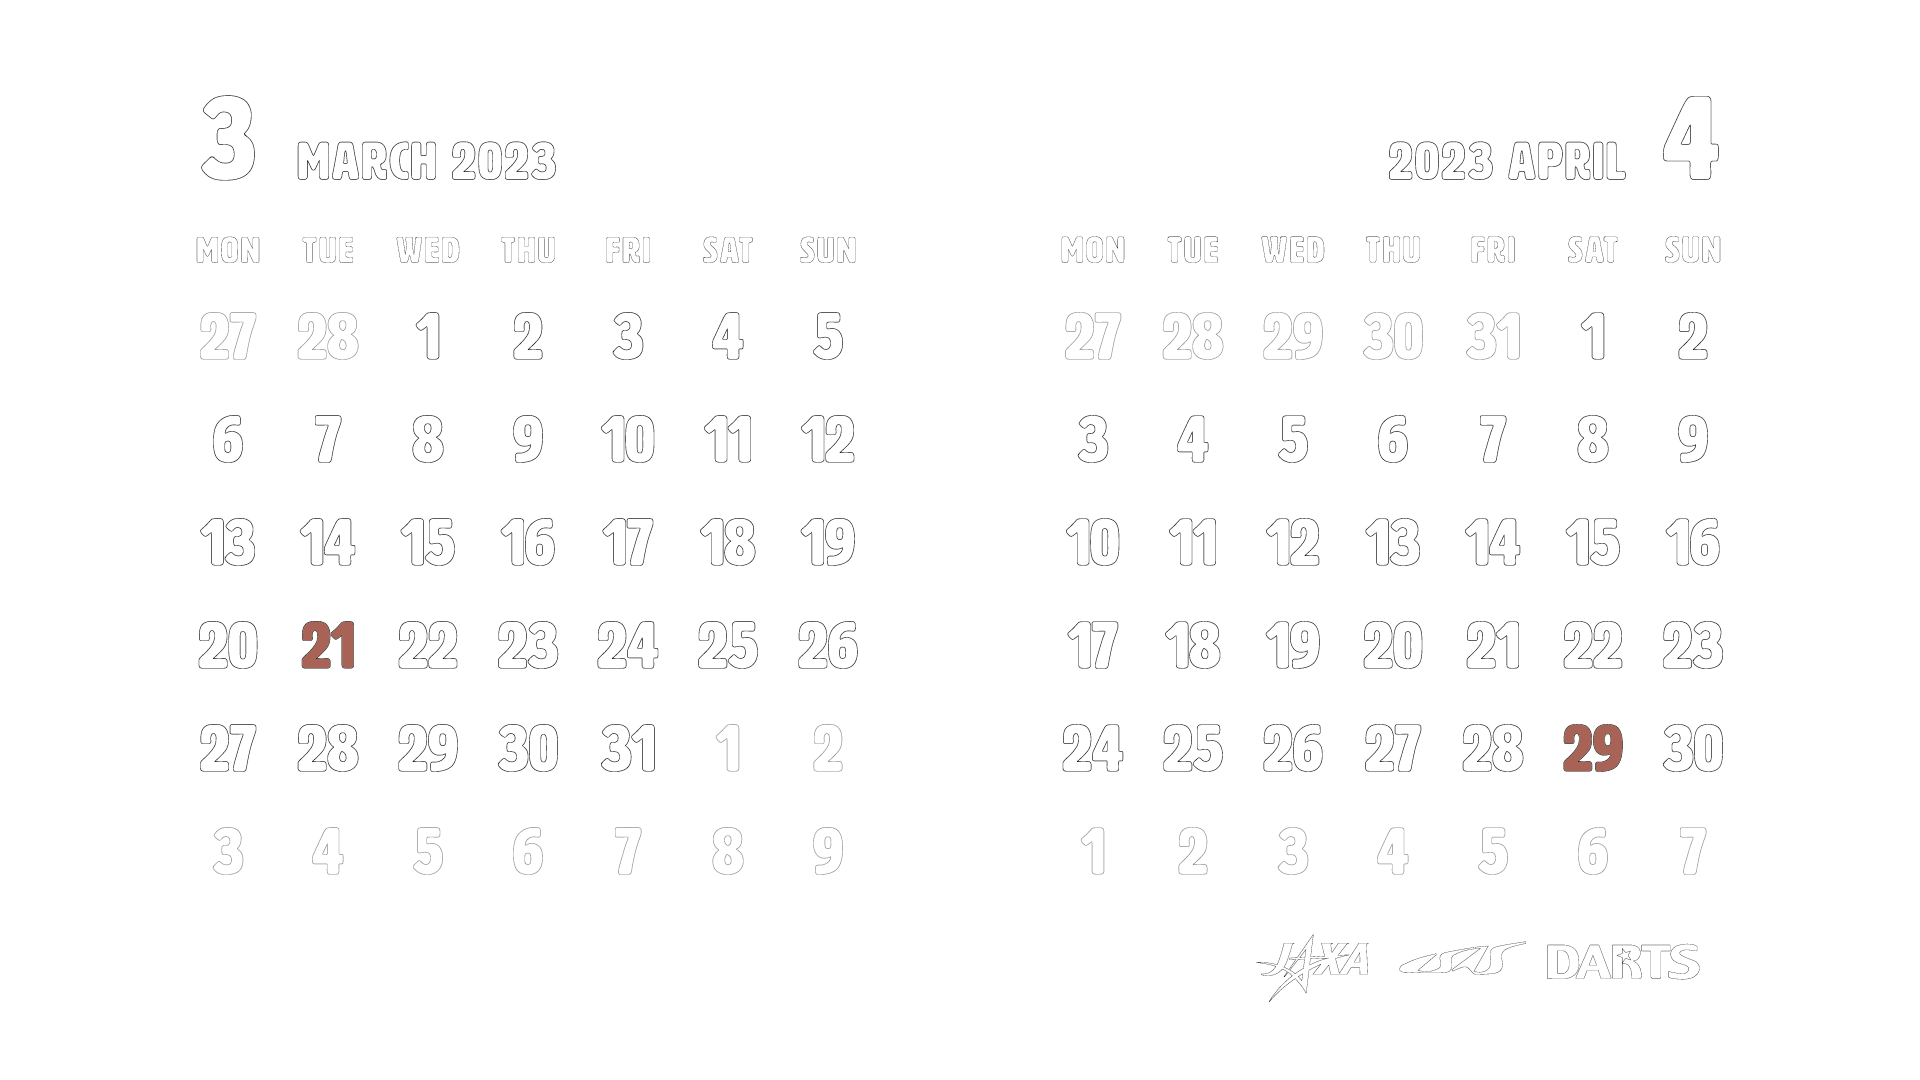 3 MARCH 2023
MON TUE WED THU FRI SAT SUN
27 28 1 2 3 4 5
6 7 8 9 10 11 12
13 14 15 16 17 18 19
20 21 22 23 24 25 26
27 28 29 30 31 1 2
3 4 5 6 7 8 9
2023 APRIL 4
MON TUE WED THU FRI SAT SUN
27 28 29 30 31 1 2
3 4 5 6 7 8 9
10 11 12 13 14 15 16
17 18 19 20 21 22 23
24 25 26 27 28 29 30
1 2 3 4 5 6 7
JAXA ISAS DARTS